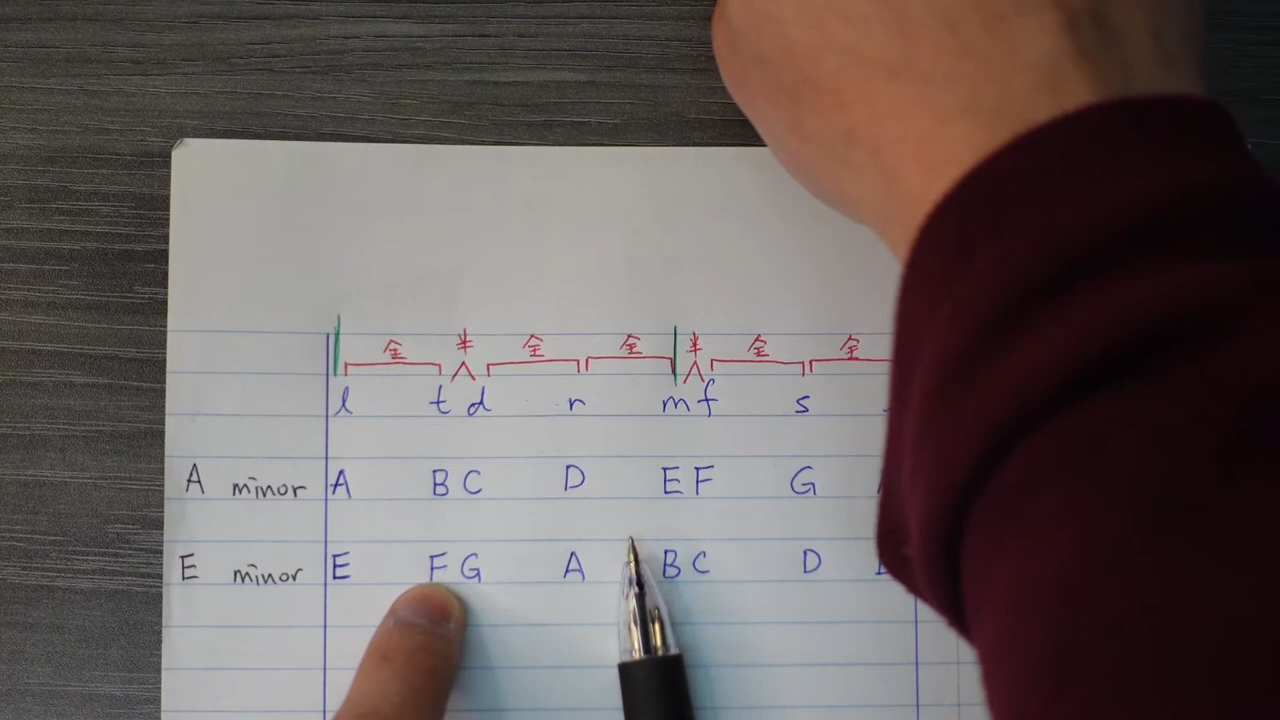 全 半 全 全 半 全 全
l t d r m f s
A minor A B C D E F G
E minor E F G A B C D